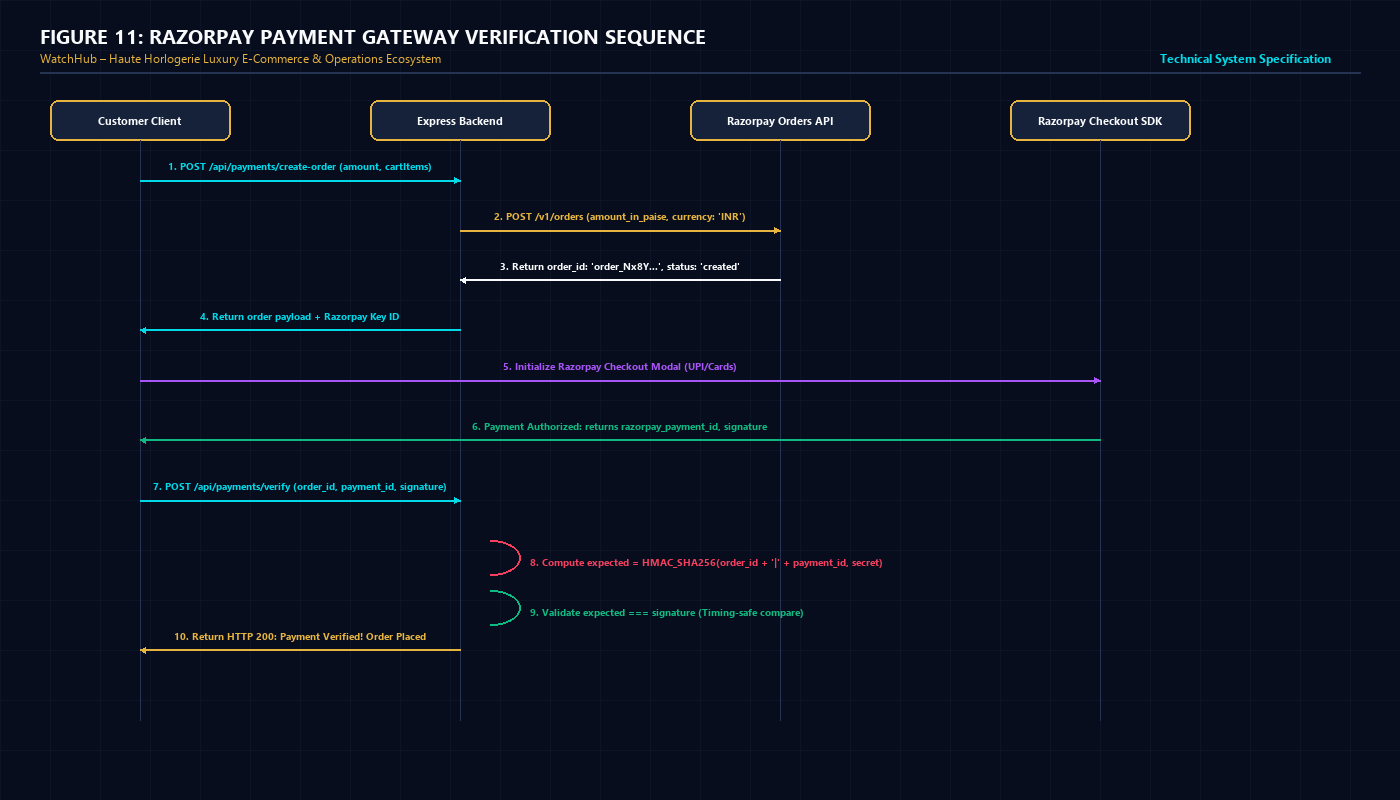 FIGURE 11: RAZORPAY PAYMENT GATEWAY VERIFICATION SEQUENCE
WatchHub – Haute Horlogerie Luxury E-Commerce & Operations Ecosystem
Technical System Specification
Customer Client
Express Backend
Razorpay Orders API
Razorpay Checkout SDK
1. POST /api/payments/create-order (amount, cartItems)
2. POST /v1/orders (amount_in_paise, currency: 'INR')
3. Return order_id: 'order_Nx8Y...', status: 'created'
4. Return order payload + Razorpay Key ID
5. Initialize Razorpay Checkout Modal (UPI/Cards)
6. Payment Authorized: returns razorpay_payment_id, signature
7. POST /api/payments/verify (order_id, payment_id, signature)
8. Compute expected = HMAC_SHA256(order_id + '|' + payment_id, secret)
9. Validate expected === signature (Timing-safe compare)
10. Return HTTP 200: Payment Verified! Order Placed